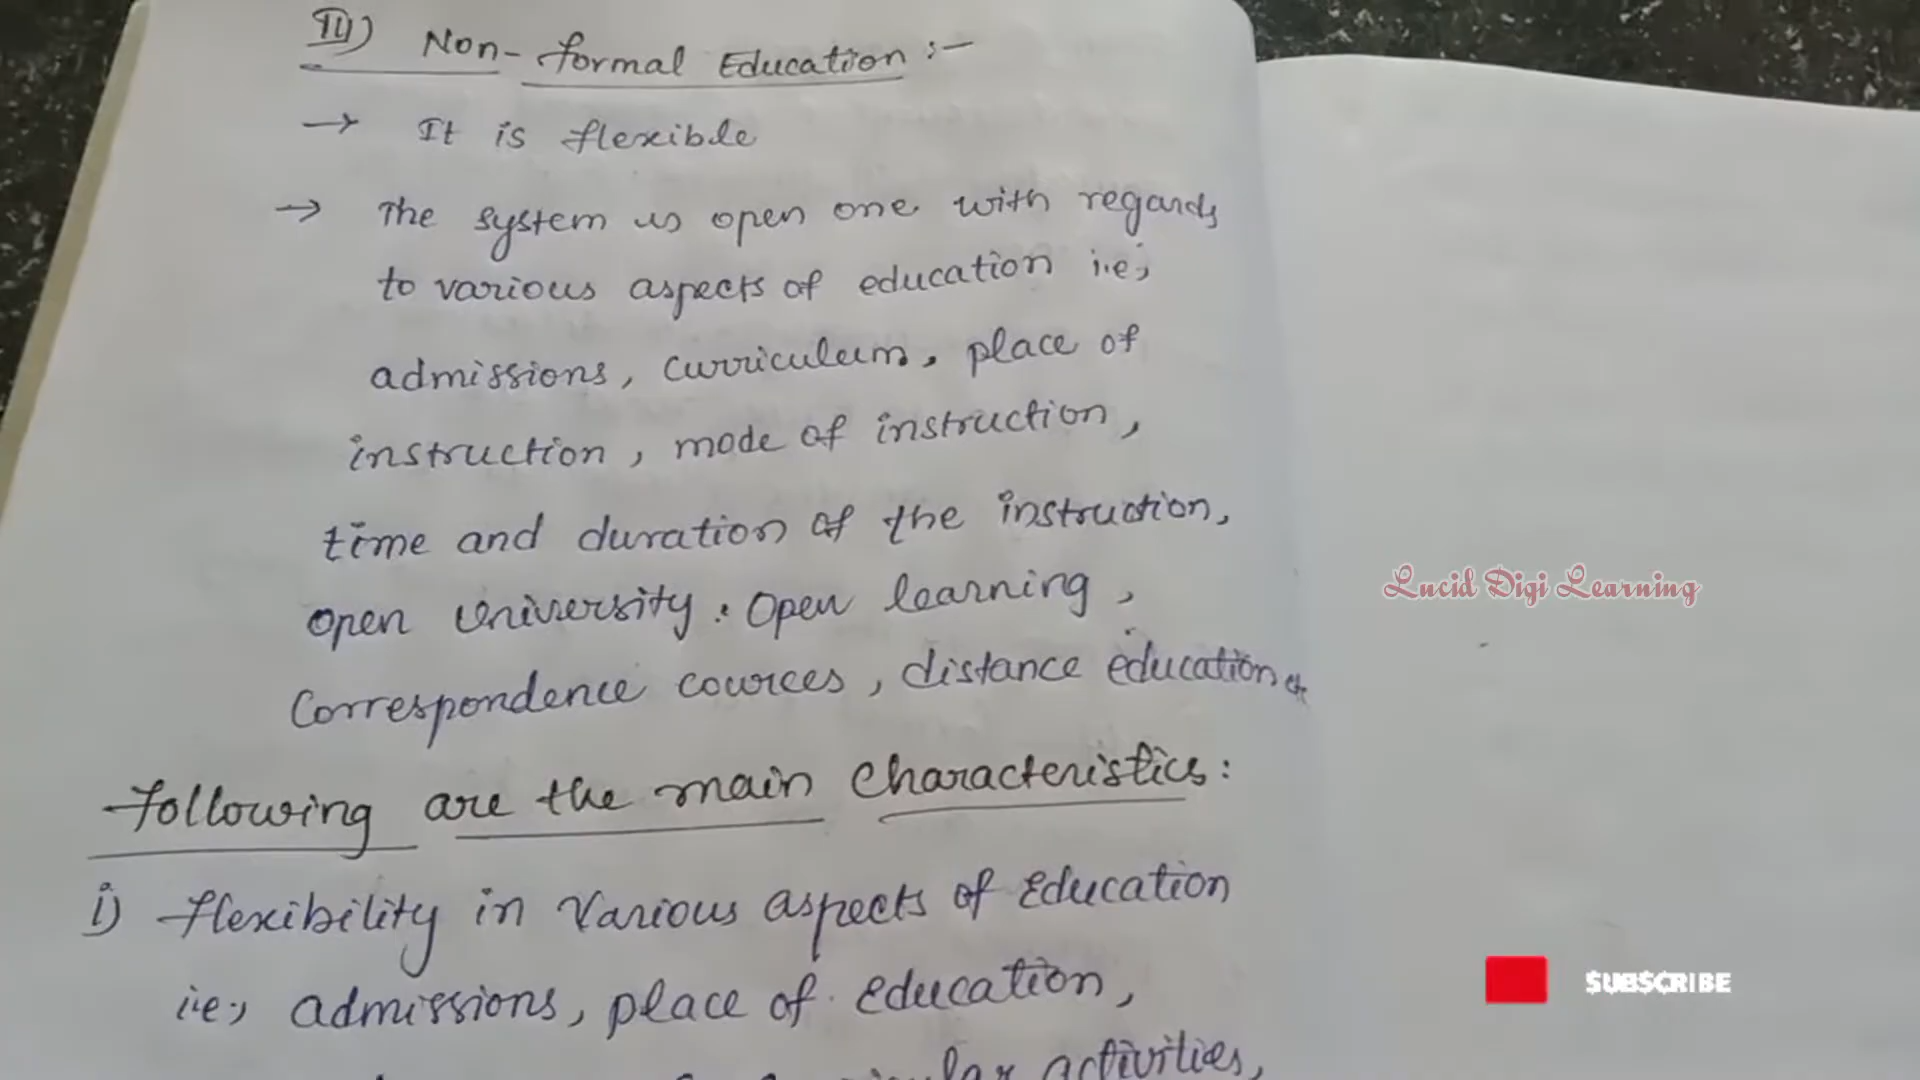 III) Non-formal Education :-
→ It is flexible
→ The system is open one with regards
to various aspects of education i.e;
admissions, curriculum, place of
instruction, mode of instruction,
time and duration of the instruction,
open university. open learning,
Correspondence cources, distance education
following are the main Characteristics:
i) flexibility in Various aspects of Education
i.e; admissions, place of education,
activities,
Lucid Digi Learning
SUBSCRIBE